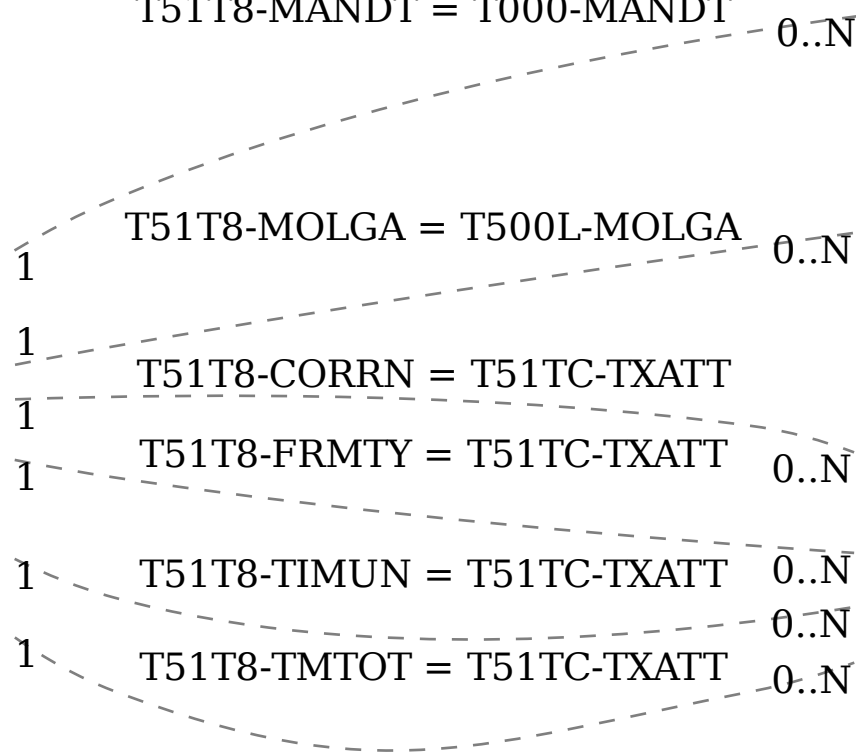 T51T8-MANDT = T000-MANDT
0..N
T51T8-MOLGA = T500L-MOLGA
0..N
1
1
T51T8-CORRN = T51TC-TXATT
1
T51T8-FRMTY = T51TC-TXATT
0..N
1
T51T8-TIMUN = T51TC-TXATT
0..N
1
0..N
T51T8-TMTOT = T51TC-TXATT
1
0..N